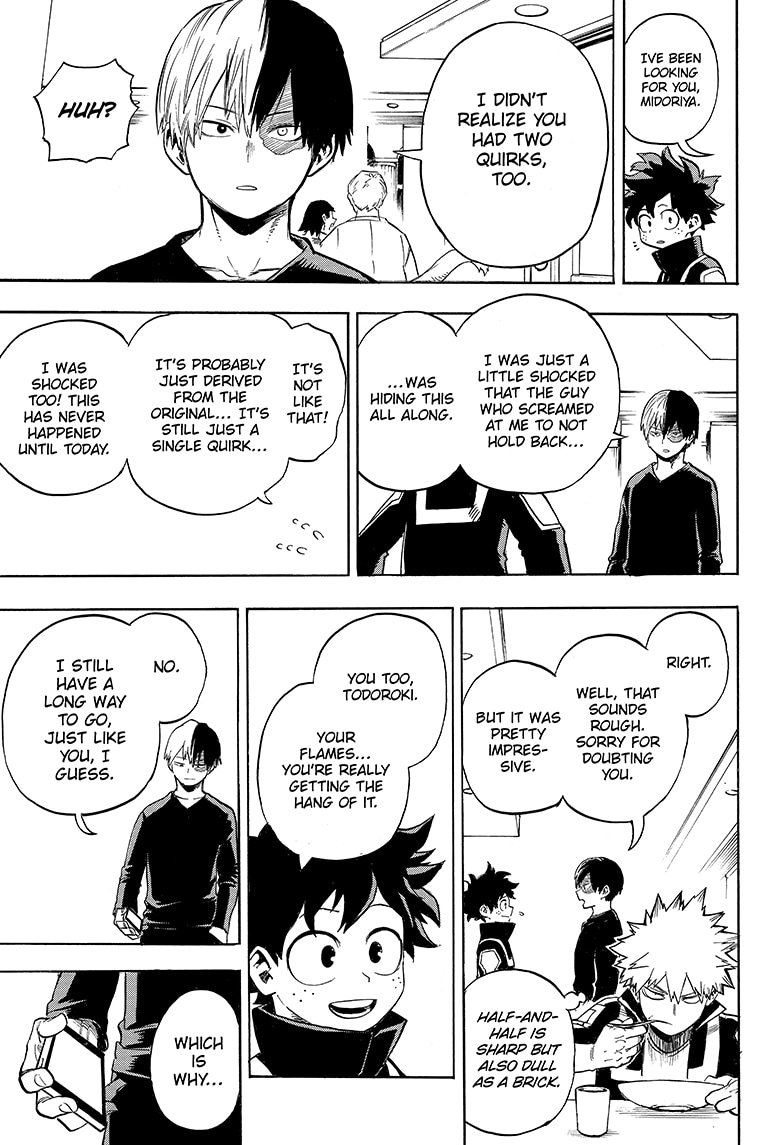 IVE BEEN
LOOKING
FOR YOU,
MIDORIYA.
I DIDN'T
REALIZE YOU
HAD TWO
QUIRKS,
TOO.
HUH?
I WAS JUST A
LITTLE SHOCKED
THAT THE GUY
WHO SCREAMED
AT ME TO NOT
HOLD BACK...
...WAS
HIDING THIS
ALL ALONG.
IT'S
NOT
LIKE
THAT!
IT'S PROBABLY
JUST DERIVED
FROM THE
ORIGINAL... IT'S
STILL JUST A
SINGLE QUIRK...
I WAS
SHOCKED
TOO! THIS
HAS NEVER
HAPPENED
UNTIL TODAY.
RIGHT.
WELL, THAT
SOUNDS
ROUGH.
SORRY FOR
DOUBTING
YOU.
BUT IT WAS
PRETTY
IMPRES-
SIVE.
HALF-AND-
HALF IS
SHARP BUT
ALSO DULL
AS A BRICK.
YOU TOO,
TODOROKI.
YOUR
FLAMES...
YOU'RE REALLY
GETTING THE
HANG OF IT.
NO.
I STILL
HAVE A
LONG WAY
TO GO,
JUST LIKE
YOU, I
GUESS.
WHICH
IS
WHY...